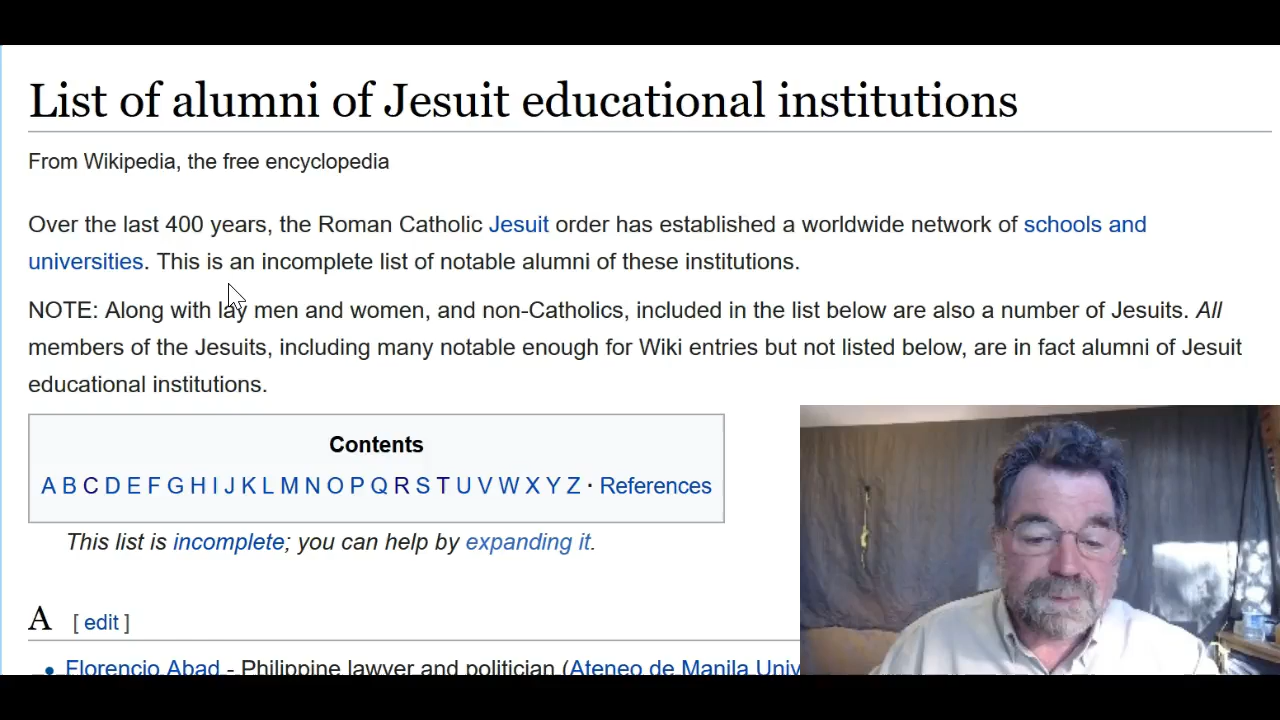 List of alumni of Jesuit educational institutions
From Wikipedia, the free encyclopedia
Over the last 400 years, the Roman Catholic Jesuit order has established a worldwide network of schools and
universities. This is an incomplete list of notable alumni of these institutions.
NOTE: Along with lay men and women, and non-Catholics, included in the list below are also a number of Jesuits. All
members of the Jesuits, including many notable enough for Wiki entries but not listed below, are in fact alumni of Jesuit
educational institutions.
Contents
A B C D E F G H I J K L M N O P Q R S T U V W X Y Z · References
This list is incomplete; you can help by expanding it.
A [ edit ]
• Florencio Abad - Philippine lawyer and politician (Ateneo de Manila Univ